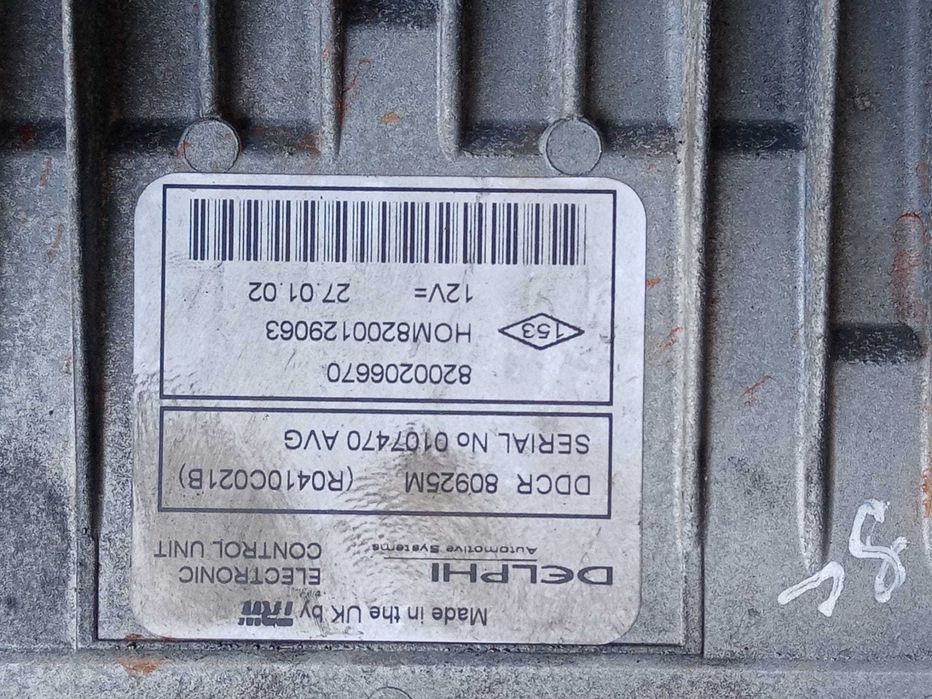 Made in the UK by TRW
DELPHI
Automotive Systems
ELECTRONIC
CONTROL UNIT
DDCR 80925M (R0410C021B)
SERIAL No 0107470 AVG
8200206670
153
HOM8200129063
12V= 27.01.02